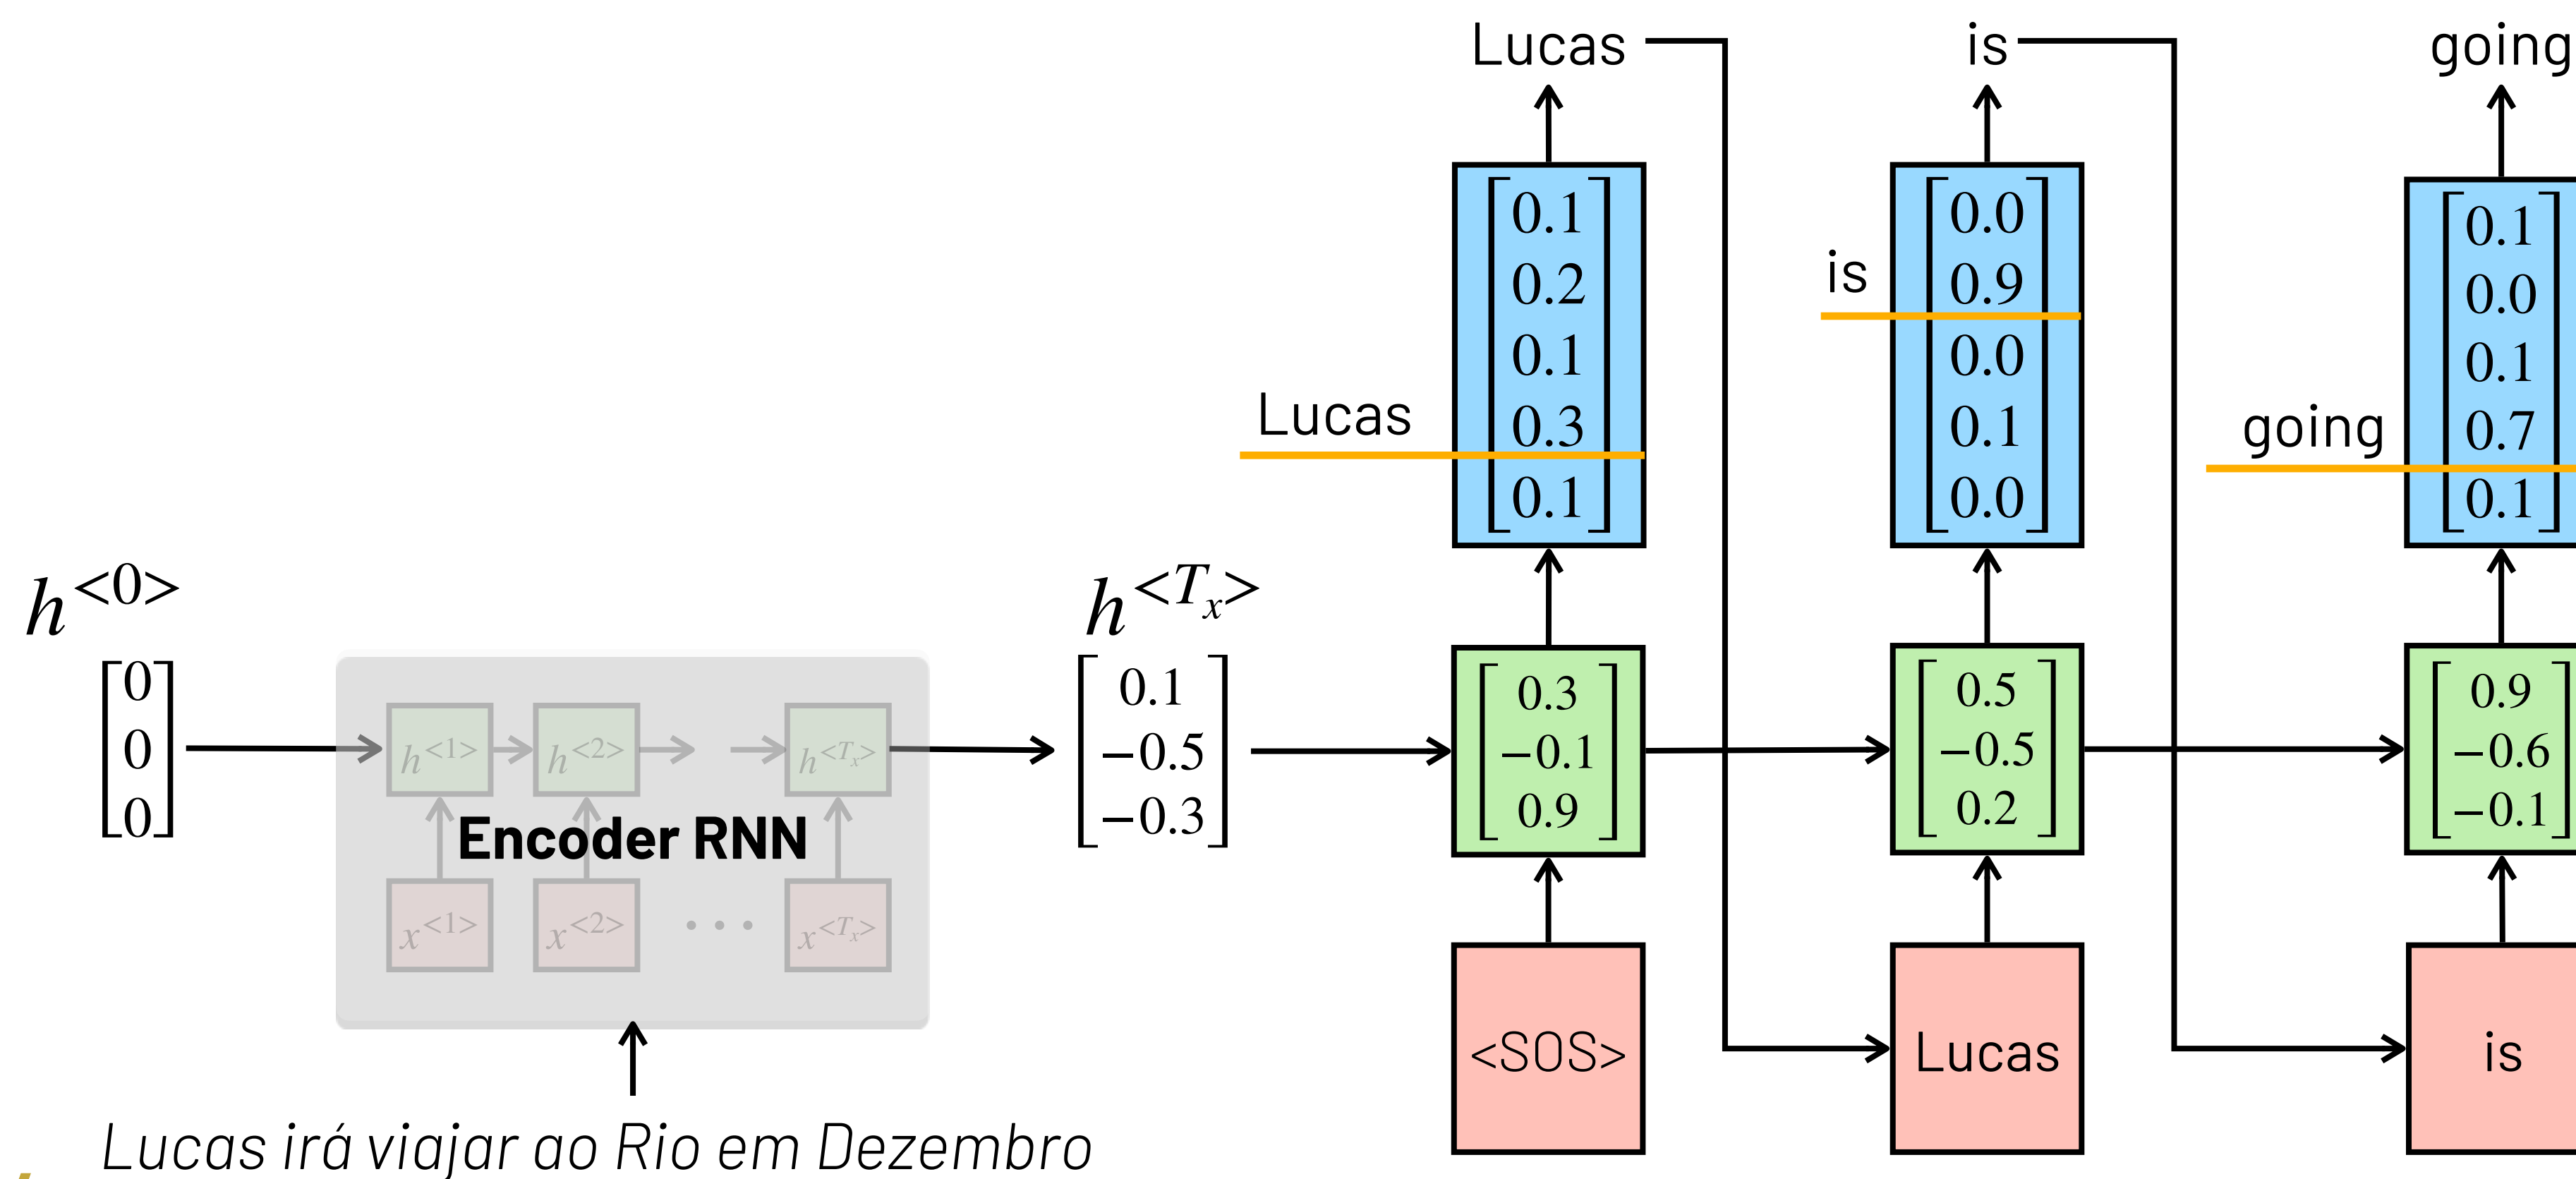 Lucas
is
going
0.1
0.2
0.1
0.3
0.1
Lucas
0.0
0.9
0.0
0.1
0.0
is
0.1
0.0
0.1
0.7
0.1
going
h<0>
0
0
0
h<1>
h<2>
h<Tx>
Encoder RNN
x<1>
x<2>
...
x<Tx>
Lucas irá viajar ao Rio em Dezembro
h<Tx>
0.1
−0.5
−0.3
0.3
−0.1
0.9
0.5
−0.5
0.2
0.9
−0.6
−0.1
<SOS>
Lucas
is